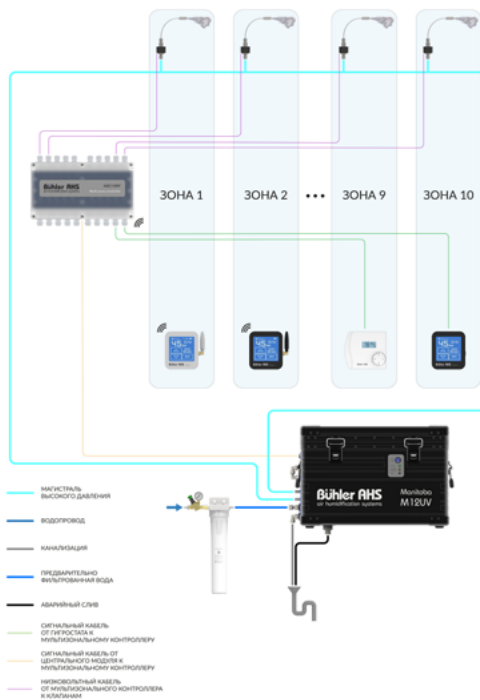 Bühler AHS
ЗОНА 1
ЗОНА 2
•••
ЗОНА 9
ЗОНА 10
Bühler AHS
air humidification systems
Manitoba
M12UV
МАГИСТРАЛЬ
ВЫСОКОГО ДАВЛЕНИЯ
ВОДОПРОВОД
КАНАЛИЗАЦИЯ
ПРЕДВАРИТЕЛЬНО
ФИЛЬТРОВАННАЯ ВОДА
АВАРИЙНЫЙ СЛИВ
СИГНАЛЬНЫЙ КАБЕЛЬ
ОТ ГИГРОСТАТА К
МУЛЬТИЗОНАЛЬНОМУ КОНТРОЛЛЕРУ
СИГНАЛЬНЫЙ КАБЕЛЬ ОТ
ЦЕНТРАЛЬНОГО МОДУЛЯ К
МУЛЬТИЗОНАЛЬНОМУ КОНТРОЛЛЕРУ
НИЗКОВОЛЬТНЫЙ КАБЕЛЬ
ОТ МУЛЬТИЗОНАЛЬНОГО КОНТРОЛЛЕРА
К КЛАПАНАМ